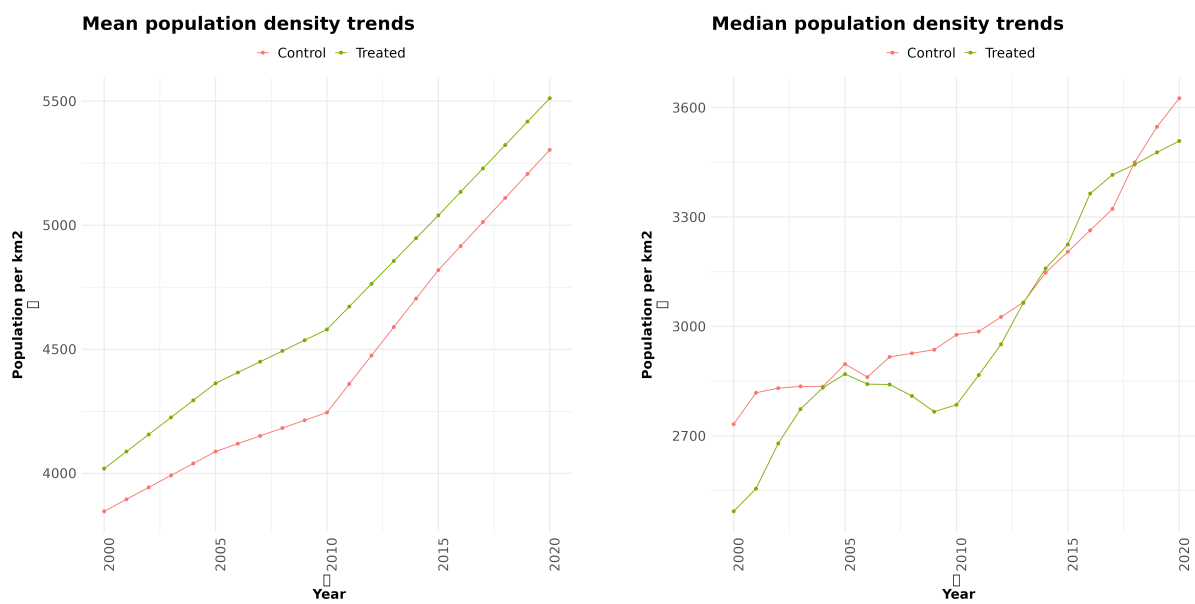 Mean population density trends
Control Treated
Population per km2
5500
5000
4500
4000
2000
2005
2010
2015
2020
Year
Median population density trends
Control Treated
Population per km2
3600
3300
3000
2700
2000
2005
2010
2015
2020
Year